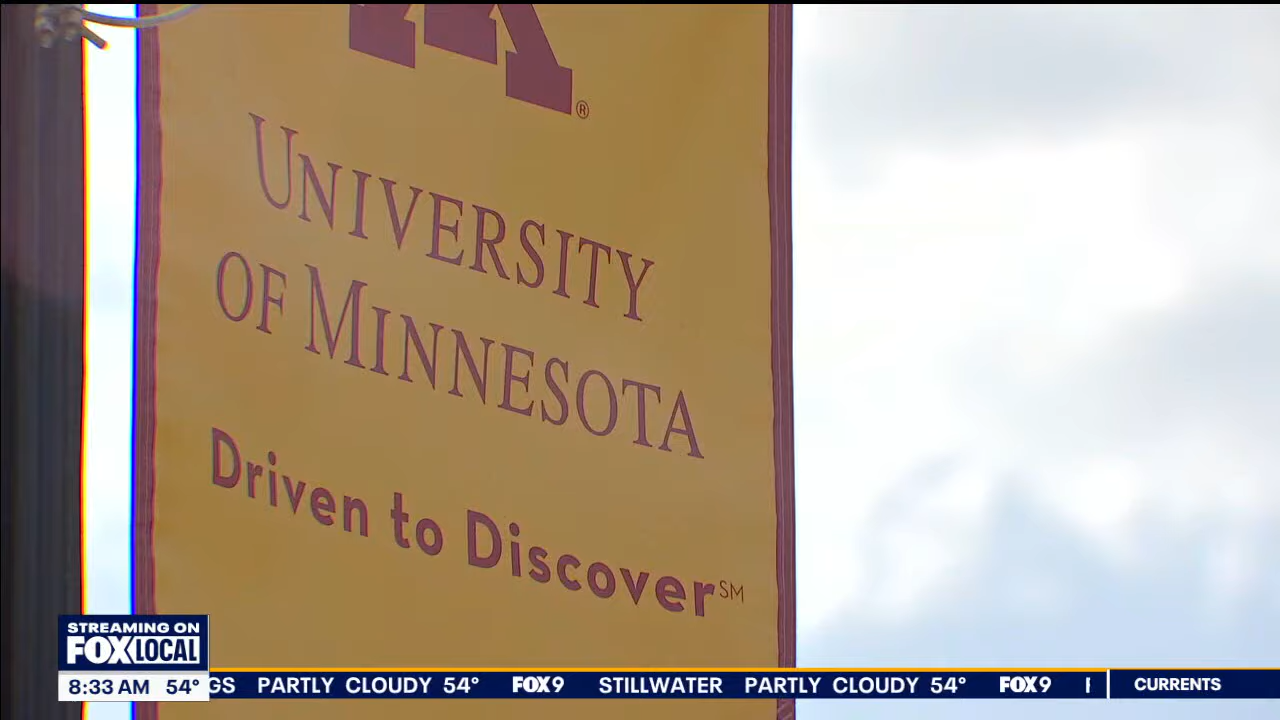 M®
UNIVERSITY
OF MINNESOTA
Driven to Discover℠
STREAMING ON
FOX LOCAL
8:33 AM 54° GS PARTLY CLOUDY 54° FOX9 STILLWATER PARTLY CLOUDY 54° FOX9 CURRENTS